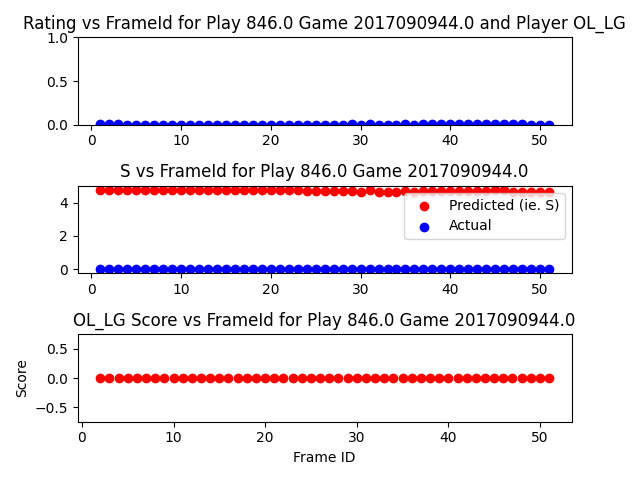 Rating vs FrameId for Play 846.0 Game 2017090944.0 and Player OL_LG
1.0
0.5
0.0
0 10 20 30 40 50
S vs FrameId for Play 846.0 Game 2017090944.0
4
2
0
Predicted (ie. S)
Actual
0 10 20 30 40 50
OL_LG Score vs FrameId for Play 846.0 Game 2017090944.0
0.5
0.0
−0.5
Score
0 10 20 30 40 50
Frame ID